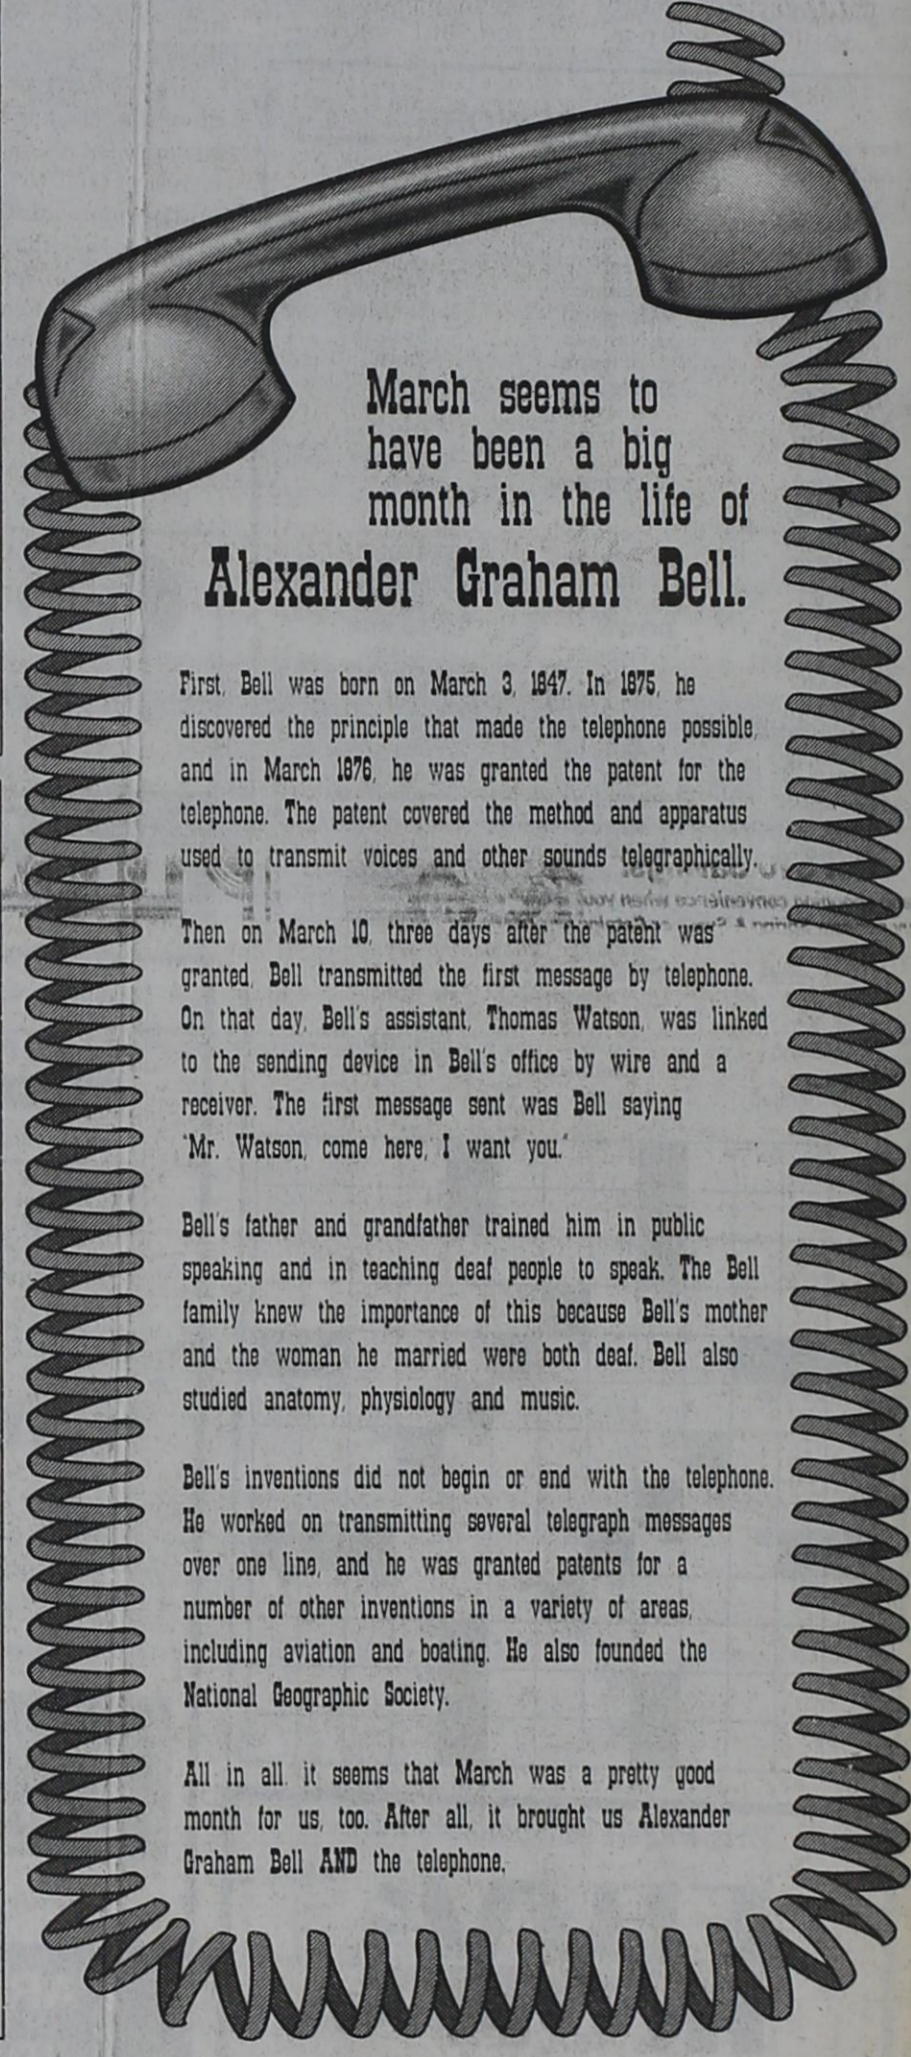 March seems to
have been a big
month in the life of
Alexander Graham Bell.
First, Bell was born on March 3, 1847. In 1875, he
discovered the principle that made the telephone possible,
and in March 1876, he was granted the patent for the
telephone. The patent covered the method and apparatus
used to transmit voices and other sounds telegraphically.
Then on March 10, three days after the patent was
granted, Bell transmitted the first message by telephone.
On that day, Bell's assistant, Thomas Watson, was linked
to the sending device in Bell's office by wire and a
receiver. The first message sent was Bell saying
"Mr. Watson, come here, I want you."
Bell's father and grandfather trained him in public
speaking and in teaching deaf people to speak. The Bell
family knew the importance of this because Bell's mother
and the woman he married were both deaf. Bell also
studied anatomy, physiology and music.
Bell's inventions did not begin or end with the telephone.
He worked on transmitting several telegraph messages
over one line, and he was granted patents for a
number of other inventions in a variety of areas,
including aviation and boating. He also founded the
National Geographic Society.
All in all, it seems that March was a pretty good
month for us, too. After all, it brought us Alexander
Graham Bell AND the telephone.